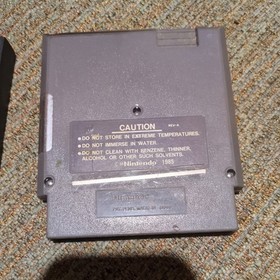 CAUTION REV-A
• DO NOT STORE IN EXTREME TEMPERATURES.
• DO NOT IMMERSE IN WATER.
• DO NOT CLEAN WITH BENZENE, THINNER,
ALCOHOL OR OTHER SUCH SOLVENTS.
© Nintendo 1985